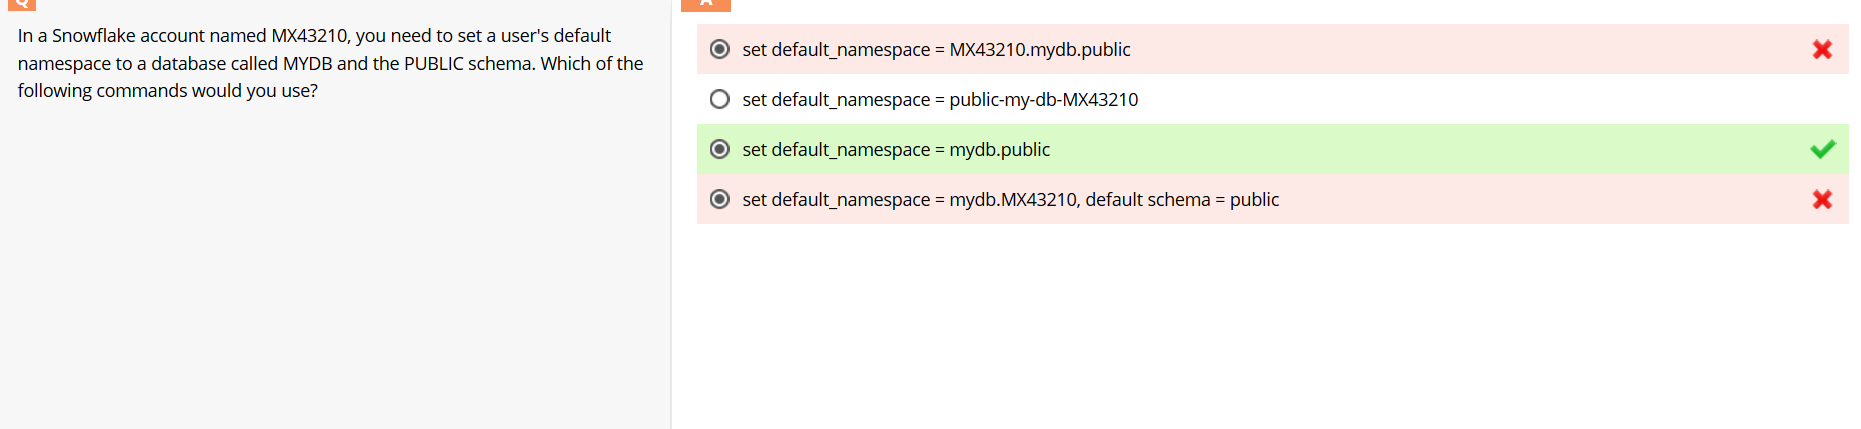 Q
A
In a Snowflake account named MX43210, you need to set a user's default
namespace to a database called MYDB and the PUBLIC schema. Which of the
following commands would you use?
set default_namespace = MX43210.mydb.public
set default_namespace = public-my-db-MX43210
set default_namespace = mydb.public
set default_namespace = mydb.MX43210, default schema = public